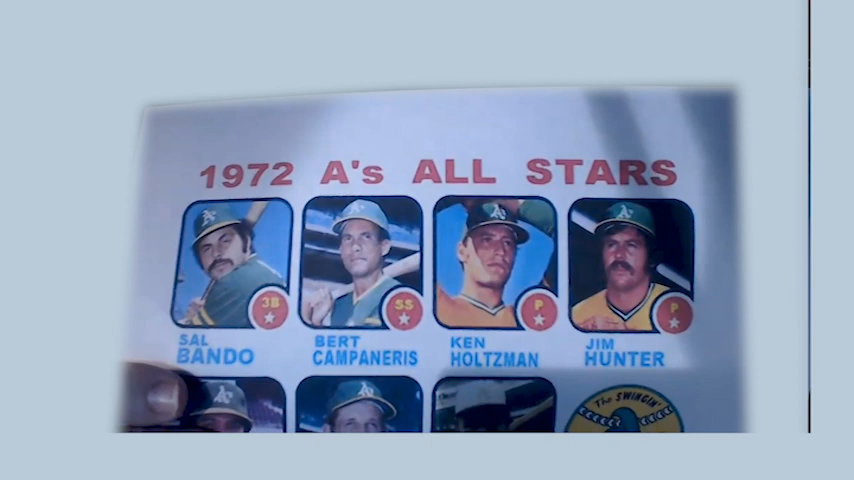 1972 A's ALL STARS
3B
SS
P
P
SAL
BANDO
BERT
CAMPANERIS
KEN
HOLTZMAN
JIM
HUNTER
The SWINGIN'